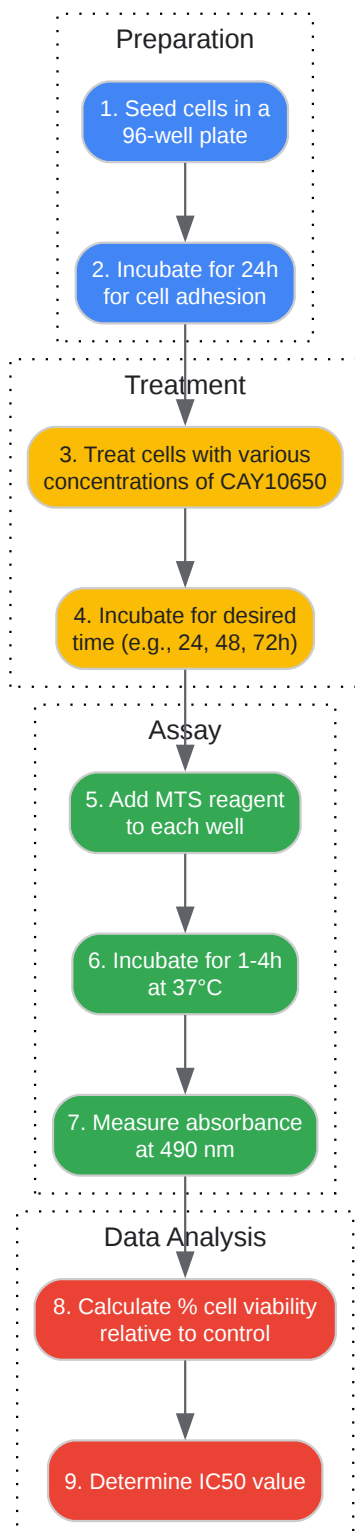 Preparation
1. Seed cells in a
96-well plate
2. Incubate for 24h
for cell adhesion
Treatment
3. Treat cells with various
concentrations of CAY10650
4. Incubate for desired
time (e.g., 24, 48, 72h)
Assay
5. Add MTS reagent
to each well
6. Incubate for 1-4h
at 37°C
7. Measure absorbance
at 490 nm
Data Analysis
8. Calculate % cell viability
relative to control
9. Determine IC50 value